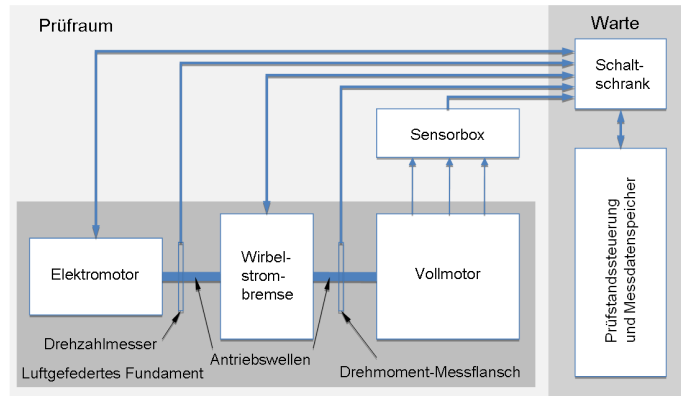 Prüfraum
Warte
Schalt-
schrank
Sensorbox
Elektromotor
Wirbel-
strom-
bremse
Vollmotor
Prüfstandssteuerung
und Messdatenspeicher
Drehzahlmesser
Antriebswellen
Luftgefedertes Fundament
Drehmoment-Messflansch